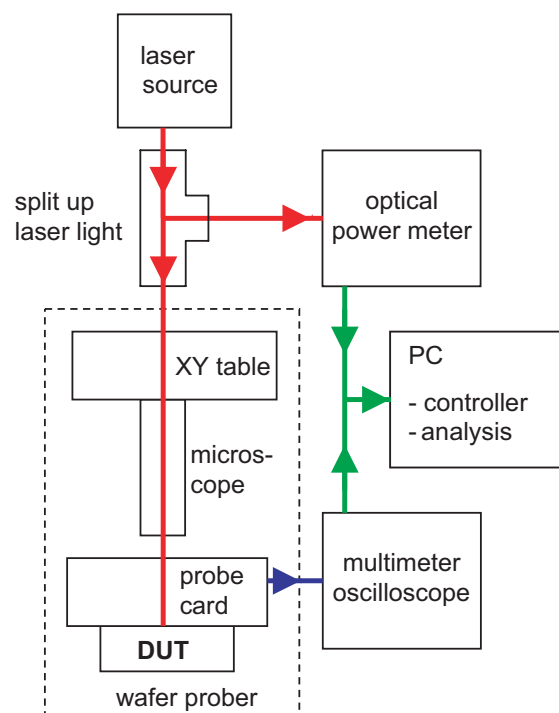 laser
source
split up
laser light
optical
power meter
XY table
PC
- controller
- analysis
micros-
cope
probe
card
multimeter
oscilloscope
DUT
wafer prober